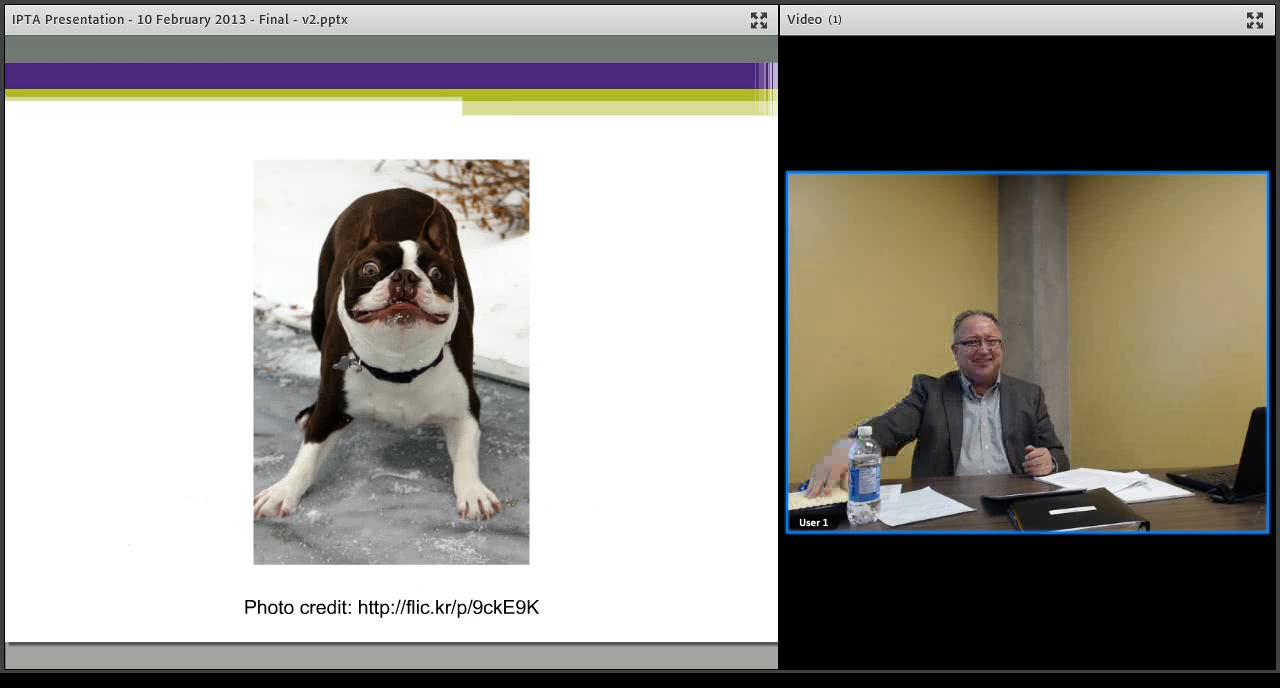 IPTA Presentation - 10 February 2013 - Final - v2.pptx
Video (1)
Photo credit: http://flic.kr/p/9ckE9K
User 1